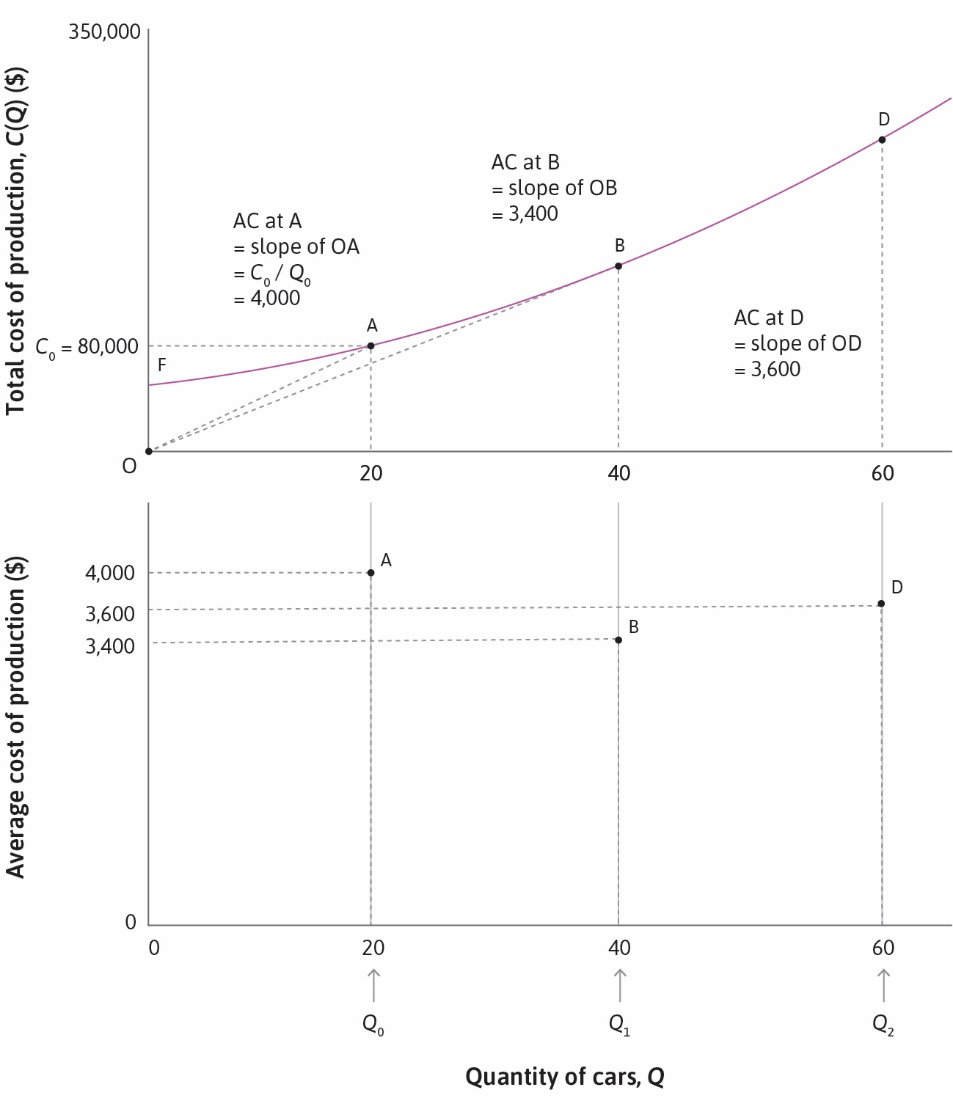 350,000
Total cost of production, C(Q) ($)
D
AC at B
= slope of OB
= 3,400
AC at A
= slope of OA
= C0 / Q0
= 4,000
B
AC at D
= slope of OD
= 3,600
A
C0 = 80,000
F
O
20
40
60
Average cost of production ($)
4,000
A
3,600
D
3,400
B
0
0
20
40
60
Q0
Q1
Q2
Quantity of cars, Q